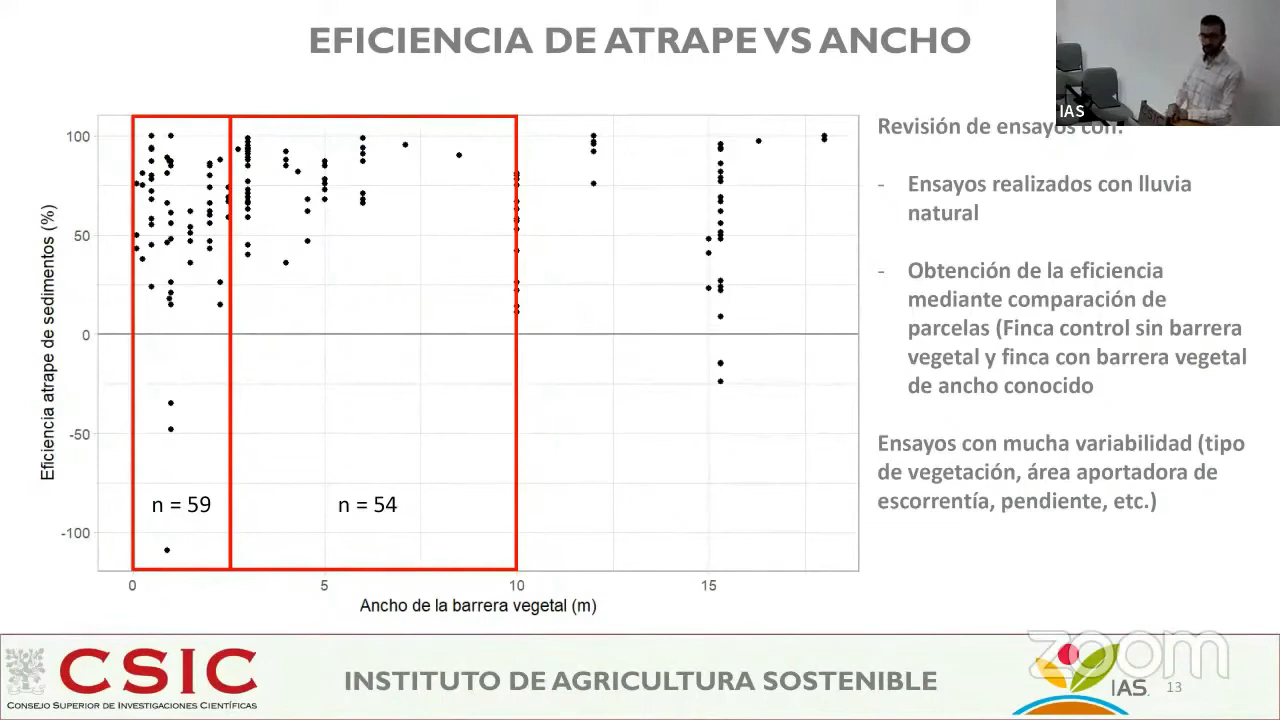 EFICIENCIA DE ATRAPE VS ANCHO
IAS
Revisión de ensayos con:
- Ensayos realizados con lluvia
natural
- Obtención de la eficiencia
mediante comparación de
parcelas (Finca control sin barrera
vegetal y finca con barrera vegetal
de ancho conocido
Ensayos con mucha variabilidad (tipo
de vegetación, área aportadora de
escorrentía, pendiente, etc.)
Eficiencia atrape de sedimentos (%)
100
50
0
-50
-100
n = 59
n = 54
0
5
10
15
Ancho de la barrera vegetal (m)
CSIC
CONSEJO SUPERIOR DE INVESTIGACIONES CIENTÍFICAS
INSTITUTO DE AGRICULTURA SOSTENIBLE
IAS
13
zoom